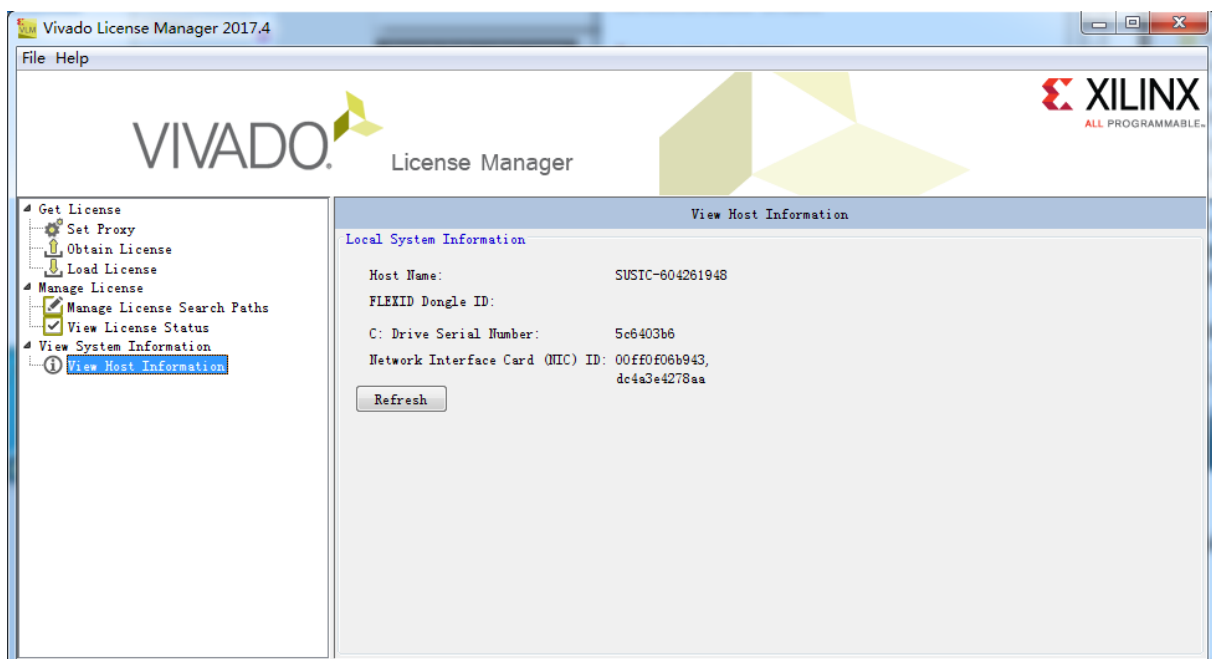 Vivado License Manager 2017.4
File Help
XILINX
ALL PROGRAMMABLE™
VIVADO.
License Manager
Get License
Set Proxy
Obtain License
Load License
Manage License
Manage License Search Paths
View License Status
View System Information
View Host Information
View Host Information
Local System Information
Host Name: SUSTC-604261948
FLEXID Dongle ID:
C: Drive Serial Number: 5c6403b6
Network Interface Card (NIC) ID: 00ff0f06b943,
dc4a3e4278aa
Refresh